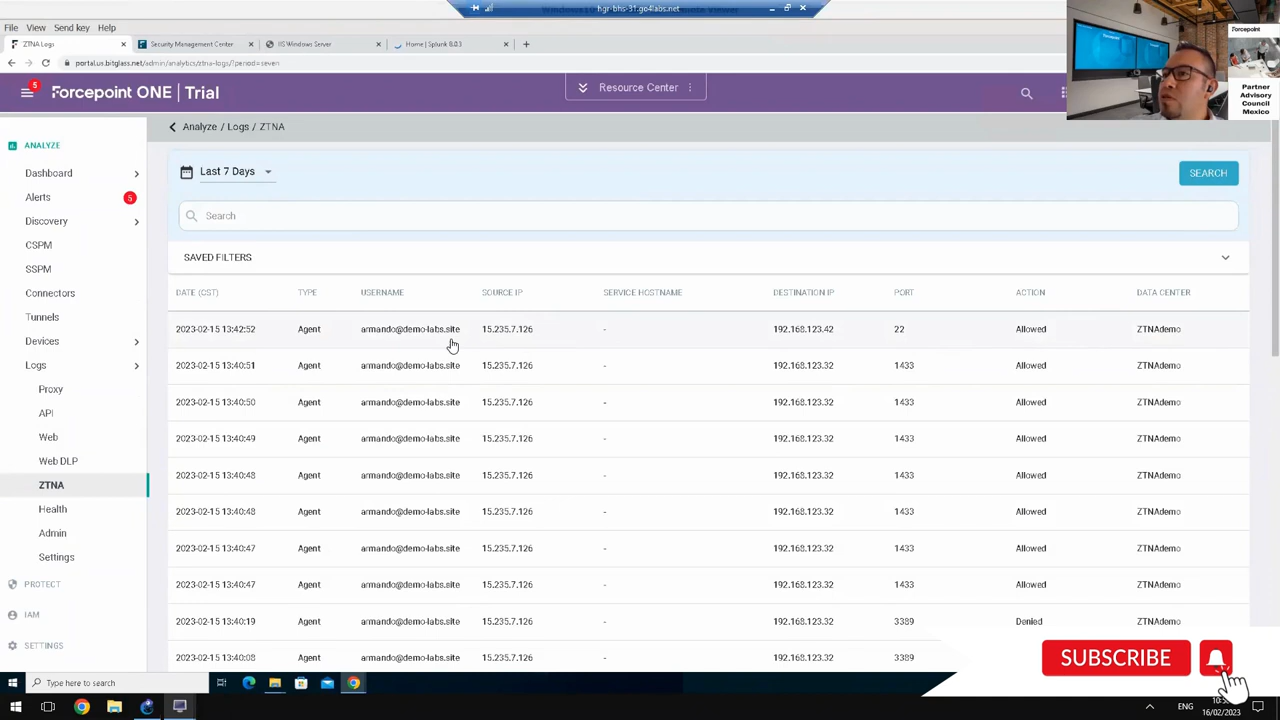 hgr-bhs-31.go4labs.net
File View Send key Help
ZTNA Logs
Security Management Center
IIS Windows Server
Home | Splunk 8.0.3
portal.us.bitglass.net/admin/analytics/ztna-logs/?period=seven
5
Forcepoint ONE | Trial
Resource Center
Forcepoint
Partner
Advisory
Council
Mexico
Analyze / Logs / ZTNA
ANALYZE
Dashboard
Alerts 5
Discovery
CSPM
SSPM
Connectors
Tunnels
Devices
Logs
Proxy
API
Web
Web DLP
ZTNA
Health
Admin
Settings
PROTECT
IAM
SETTINGS
Last 7 Days
SEARCH
Search
SAVED FILTERS
DATE (CST) TYPE USERNAME SOURCE IP SERVICE HOSTNAME DESTINATION IP PORT ACTION DATA CENTER
2023-02-15 13:42:52 Agent armando@demo-labs.site 15.235.7.126 - 192.168.123.42 22 Allowed ZTNAdemo
2023-02-15 13:40:51 Agent armando@demo-labs.site 15.235.7.126 - 192.168.123.32 1433 Allowed ZTNAdemo
2023-02-15 13:40:50 Agent armando@demo-labs.site 15.235.7.126 - 192.168.123.32 1433 Allowed ZTNAdemo
2023-02-15 13:40:49 Agent armando@demo-labs.site 15.235.7.126 - 192.168.123.32 1433 Allowed ZTNAdemo
2023-02-15 13:40:48 Agent armando@demo-labs.site 15.235.7.126 - 192.168.123.32 1433 Allowed ZTNAdemo
2023-02-15 13:40:48 Agent armando@demo-labs.site 15.235.7.126 - 192.168.123.32 1433 Allowed ZTNAdemo
2023-02-15 13:40:47 Agent armando@demo-labs.site 15.235.7.126 - 192.168.123.32 1433 Allowed ZTNAdemo
2023-02-15 13:40:47 Agent armando@demo-labs.site 15.235.7.126 - 192.168.123.32 1433 Allowed ZTNAdemo
2023-02-15 13:40:19 Agent armando@demo-labs.site 15.235.7.126 - 192.168.123.32 3389 Denied ZTNAdemo
2023-02-15 13:40:08 Agent armando@demo-labs.site 15.235.7.126 - 192.168.123.32 3389
SUBSCRIBE
Type here to search
ENG
16/02/2023